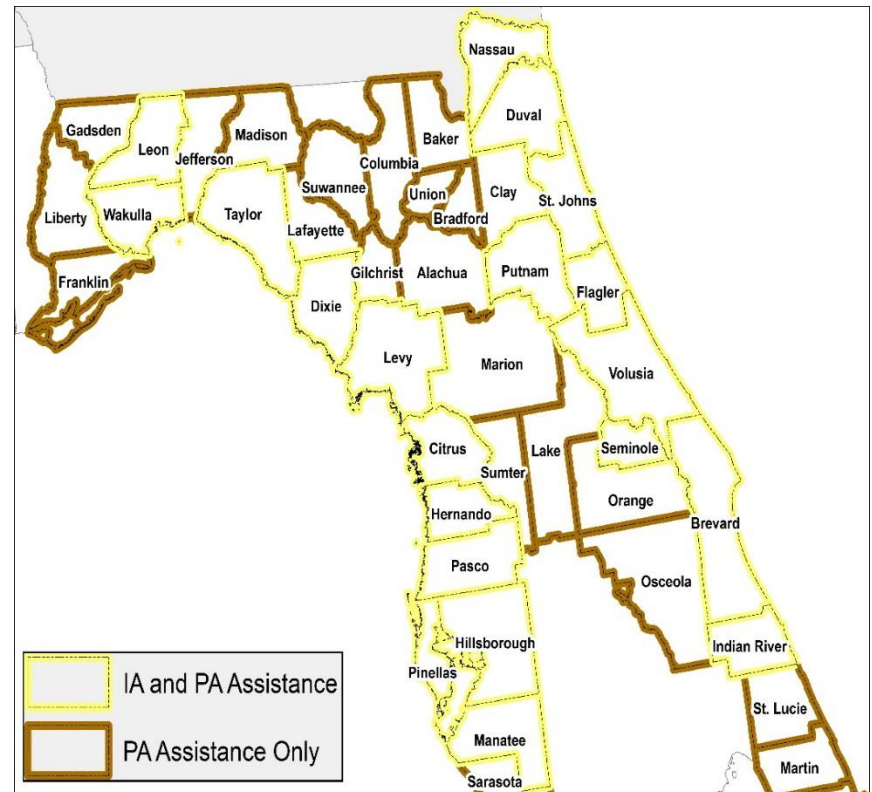 Nassau
Duval
Gadsden
Leon
Jefferson
Madison
Baker
Columbia
Suwannee
Union
Bradford
Clay
St. Johns
Liberty
Wakulla
Taylor
Lafayette
Franklin
Gilchrist
Alachua
Putnam
Flagler
Dixie
Levy
Marion
Volusia
Citrus
Sumter
Lake
Seminole
Orange
Hernando
Brevard
Pasco
Osceola
Hillsborough
Indian River
Pinellas
St. Lucie
Manatee
Martin
Sarasota
IA and PA Assistance
PA Assistance Only